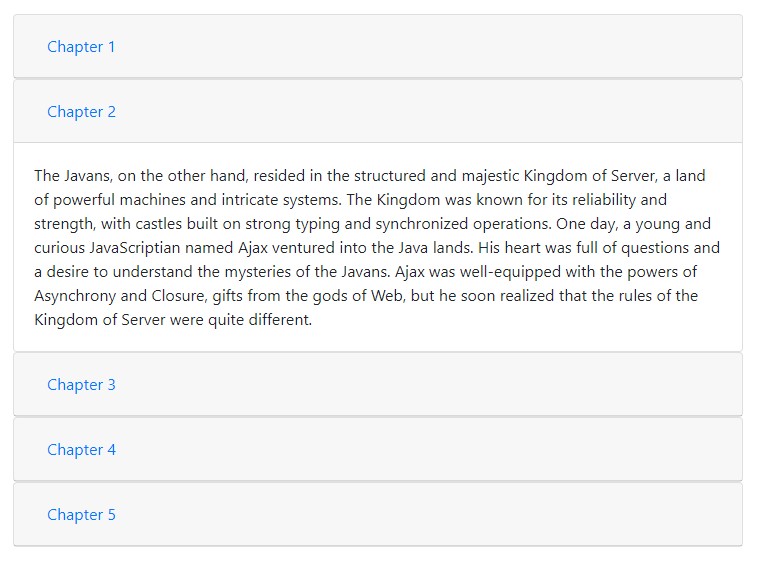 Chapter 1
Chapter 2
The Javans, on the other hand, resided in the structured and majestic Kingdom of Server, a land
of powerful machines and intricate systems. The Kingdom was known for its reliability and
strength, with castles built on strong typing and synchronized operations. One day, a young and
curious JavaScriptian named Ajax ventured into the Java lands. His heart was full of questions and
a desire to understand the mysteries of the Javans. Ajax was well-equipped with the powers of
Asynchrony and Closure, gifts from the gods of Web, but he soon realized that the rules of the
Kingdom of Server were quite different.
Chapter 3
Chapter 4
Chapter 5